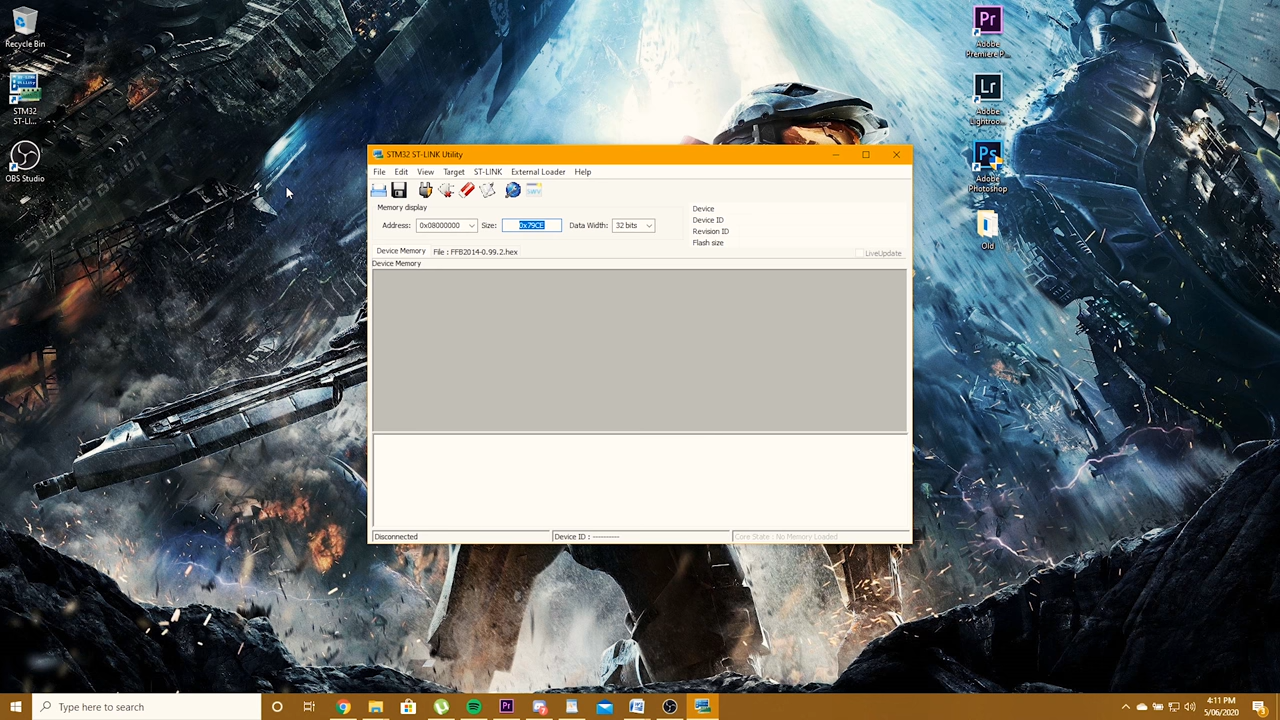 Recycle Bin
STM32
ST-LI...
OBS Studio
Pr
Adobe
Premiere P...
Lr
Adobe
Lightroo...
Ps
Adobe
Photoshop
Old
STM32 ST-LINK Utility
File Edit View Target ST-LINK External Loader Help
Memory display
Address: 0x08000000 Size: 0x79CE Data Width: 32 bits
Device
Device ID
Revision ID
Flash size
LiveUpdate
Device Memory File : FFB2014-0.99.2.hex
Device Memory
Disconnected Device ID : ---------- Core State : No Memory Loaded
Type here to search
Pr
4:11 PM
5/06/2020